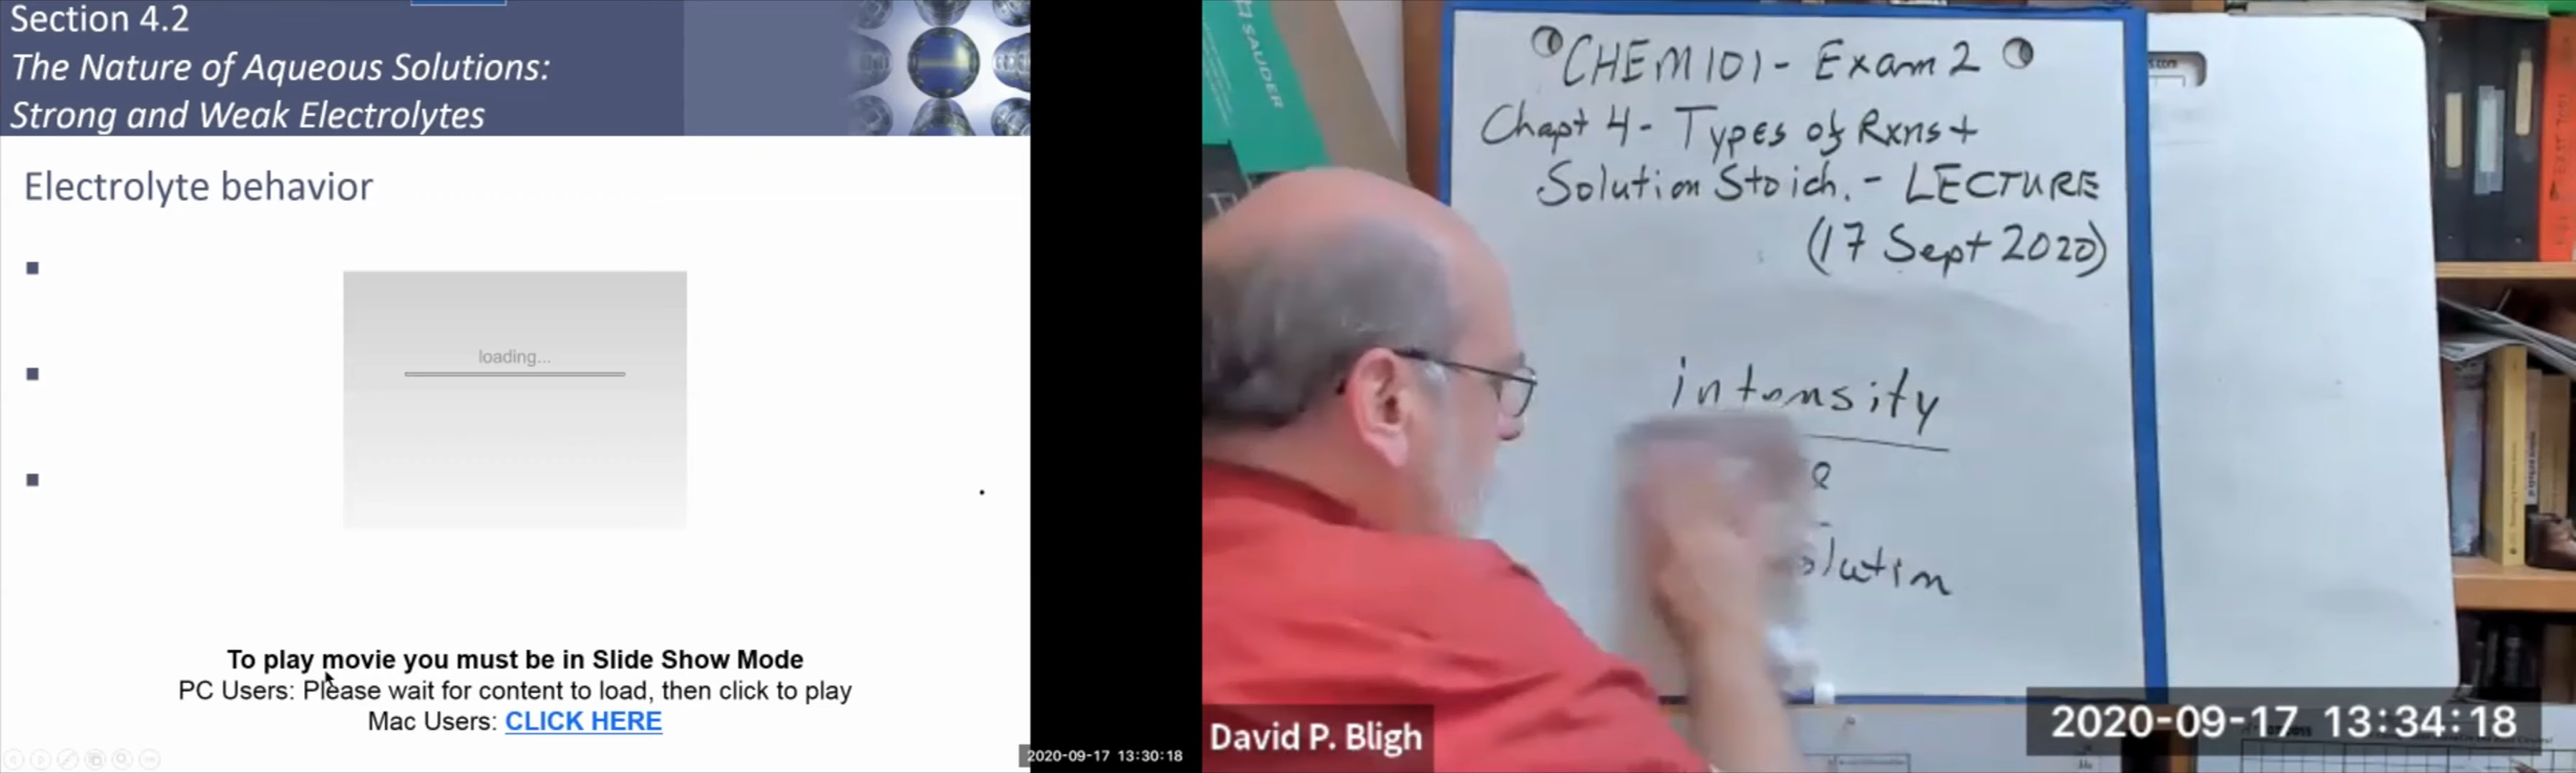 Section 4.2
The Nature of Aqueous Solutions:
Strong and Weak Electrolytes
Electrolyte behavior
loading...
To play movie you must be in Slide Show Mode
PC Users: Please wait for content to load, then click to play
Mac Users: CLICK HERE
2020-09-17 13:30:18
SAUDER
CHEM 101 - Exam 2
Chapt 4 - Types of Rxns +
Solution Stoich. - LECTURE
(17 Sept 2020)
intensity
David P. Bligh
2020-09-17 13:34:18